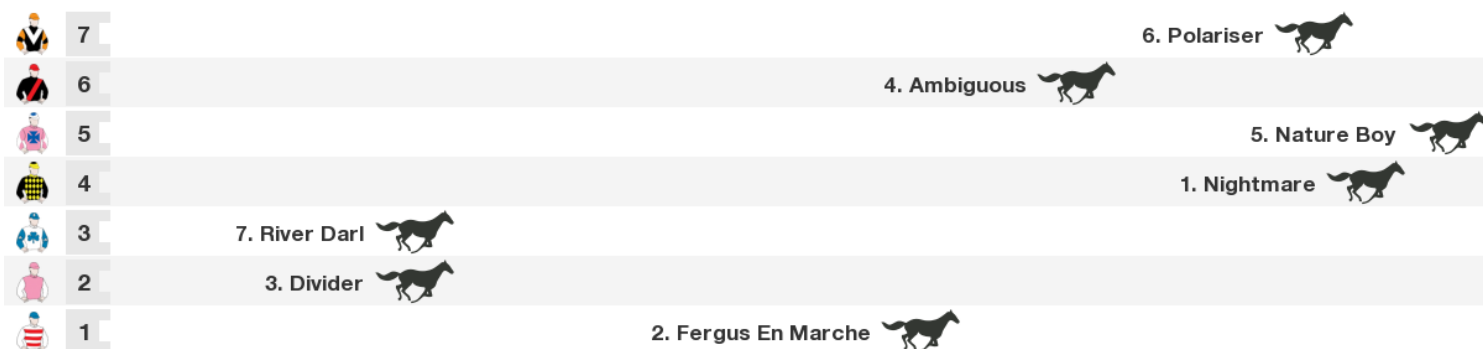 7 6. Polariser
6 4. Ambiguous
5 5. Nature Boy
4 1. Nightmare
3 7. River Darl
2 3. Divider
1 2. Fergus En Marche